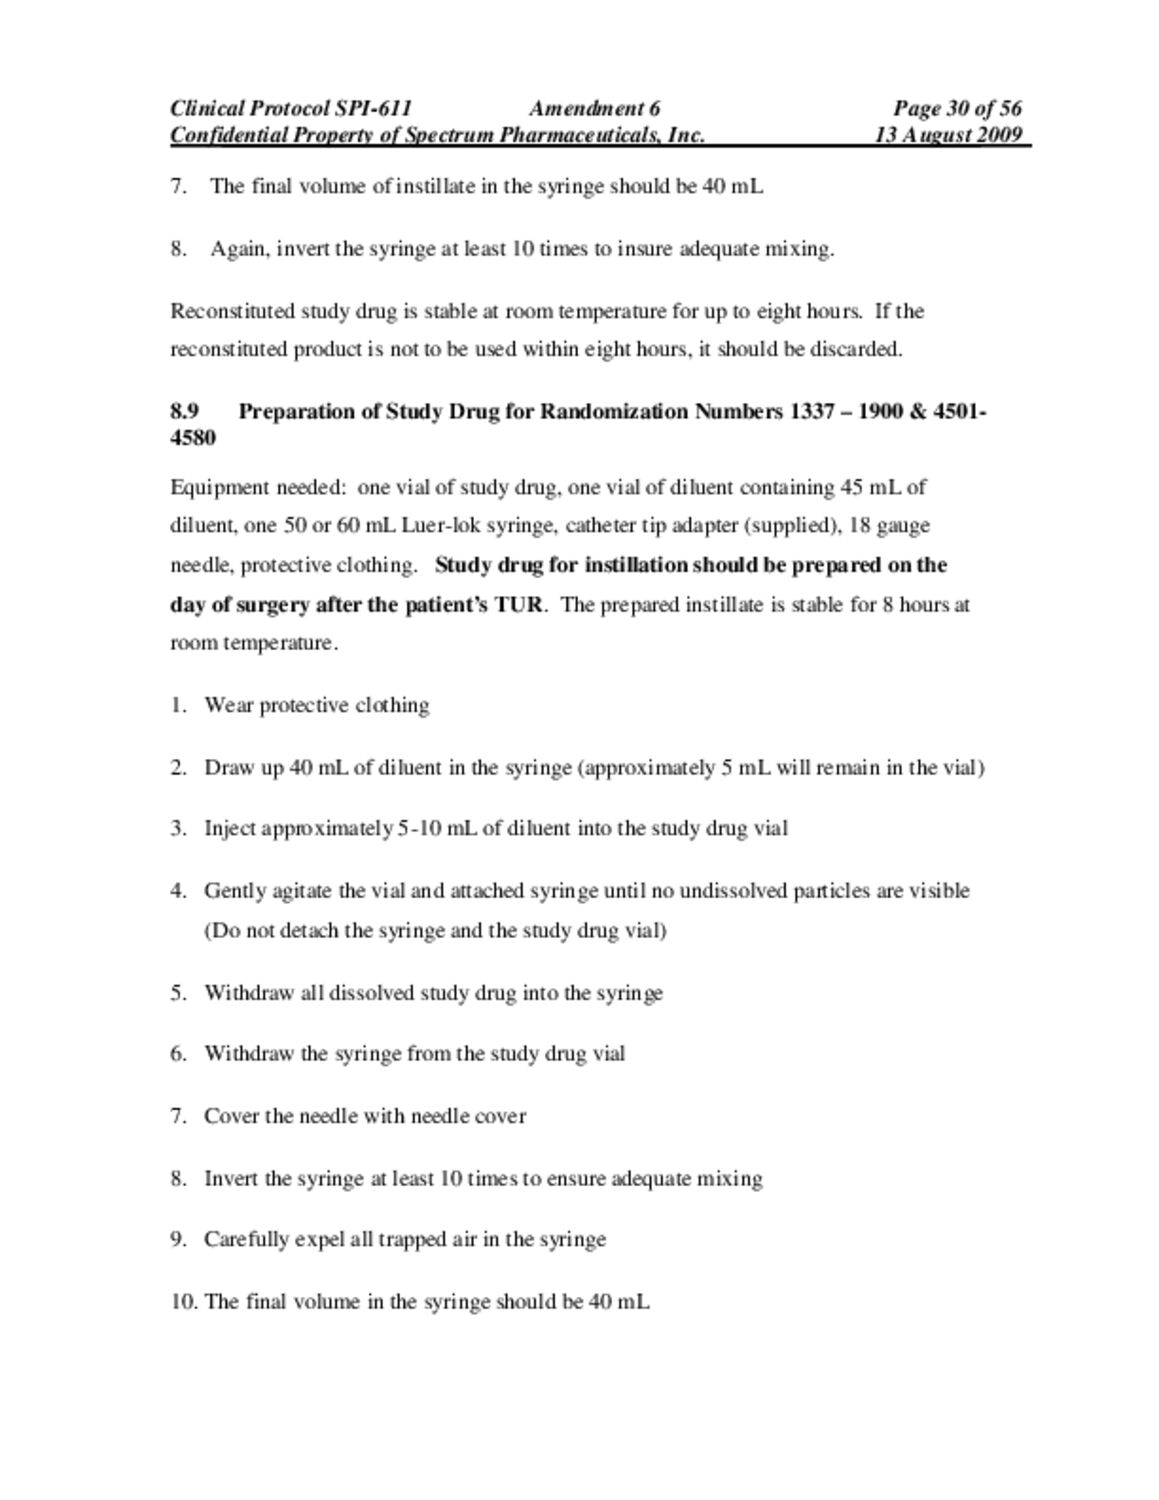 Clinical Protocol SPI-611 Amendment 6 Page 30 of 56
Confidential Property of Spectrum Pharmaceuticals, Inc. 13 August 2009
7. The final volume of instillate in the syringe should be 40 mL
8. Again, invert the syringe at least 10 times to insure adequate mixing.
Reconstituted study drug is stable at room temperature for up to eight hours. If the
reconstituted product is not to be used within eight hours, it should be discarded.
8.9 Preparation of Study Drug for Randomization Numbers 1337 – 1900 & 4501-
4580
Equipment needed: one vial of study drug, one vial of diluent containing 45 mL of
diluent, one 50 or 60 mL Luer-lok syringe, catheter tip adapter (supplied), 18 gauge
needle, protective clothing. Study drug for instillation should be prepared on the
day of surgery after the patient’s TUR. The prepared instillate is stable for 8 hours at
room temperature.
1. Wear protective clothing
2. Draw up 40 mL of diluent in the syringe (approximately 5 mL will remain in the vial)
3. Inject approximately 5-10 mL of diluent into the study drug vial
4. Gently agitate the vial and attached syringe until no undissolved particles are visible
(Do not detach the syringe and the study drug vial)
5. Withdraw all dissolved study drug into the syringe
6. Withdraw the syringe from the study drug vial
7. Cover the needle with needle cover
8. Invert the syringe at least 10 times to ensure adequate mixing
9. Carefully expel all trapped air in the syringe
10. The final volume in the syringe should be 40 mL